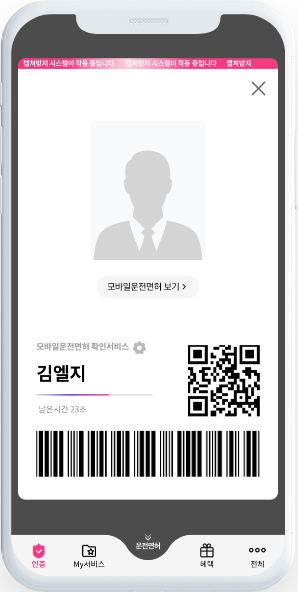 캡쳐방지 시스템이 작동 중입니다 캡쳐방지 시스템이 작동 중입니다 캡쳐방지
모바일운전면허 보기 >
모바일운전면허 확인서비스
김엘지
남은시간 23초
운전면허
인증 My서비스 혜택 전체